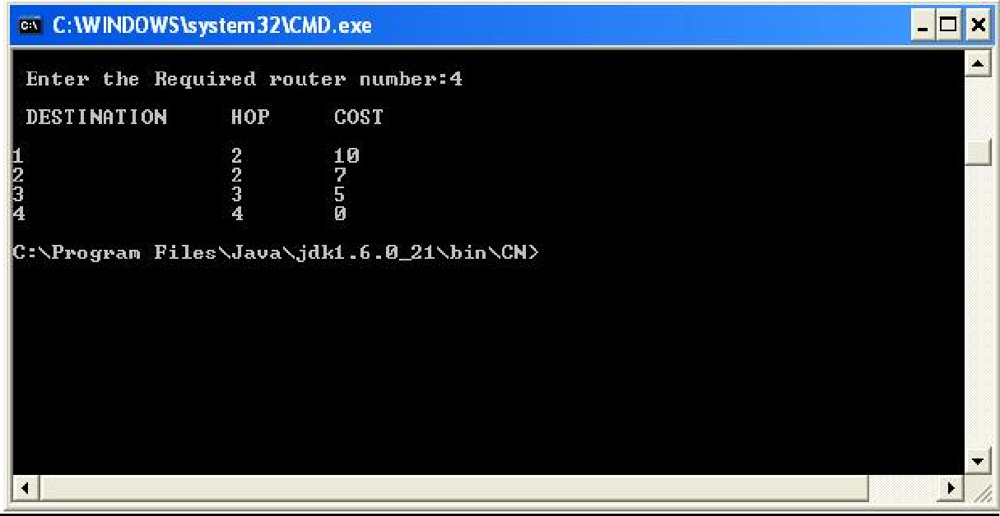 C:\WINDOWS\system32\CMD.exe
Enter the Required router number:4
DESTINATION HOP COST
1 2 10
2 2 7
3 3 5
4 4 0
C:\Program Files\Java\jdk1.6.0_21\bin\CN>